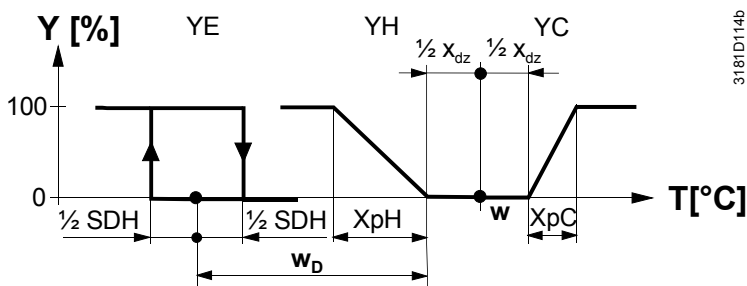 Y [%] YE YH YC
½ xdz ½ xdz
3181D114b
100
0
w T[°C]
½ SDH ½ SDH XpH XpC
wD